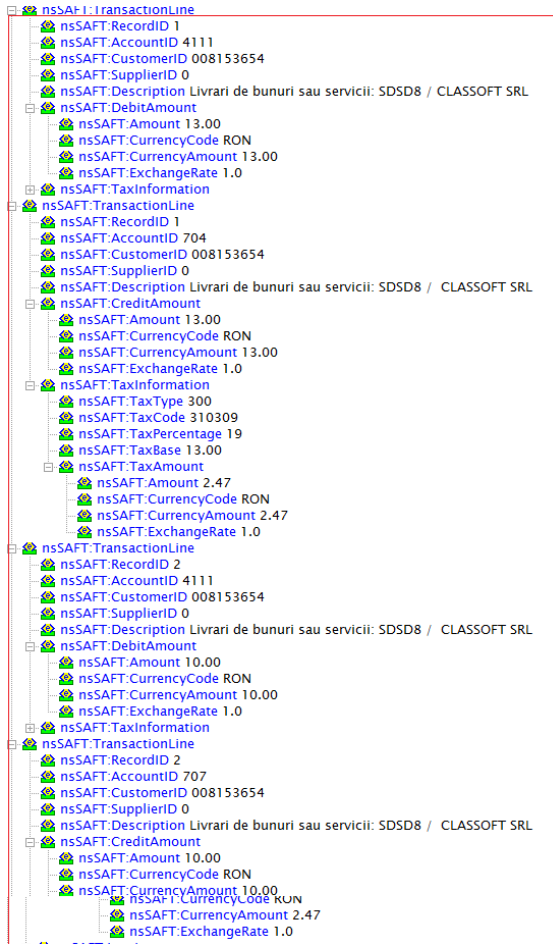 nsSAFT:TransactionLine
nsSAFT:RecordID 1
nsSAFT:AccountID 4111
nsSAFT:CustomerID 008153654
nsSAFT:SupplierID 0
nsSAFT:Description Livrari de bunuri sau servicii: SDSD8 / CLASSOFT SRL
nsSAFT:DebitAmount
nsSAFT:Amount 13.00
nsSAFT:CurrencyCode RON
nsSAFT:CurrencyAmount 13.00
nsSAFT:ExchangeRate 1.0
nsSAFT:TaxInformation
nsSAFT:TransactionLine
nsSAFT:RecordID 1
nsSAFT:AccountID 704
nsSAFT:CustomerID 008153654
nsSAFT:SupplierID 0
nsSAFT:Description Livrari de bunuri sau servicii: SDSD8 / CLASSOFT SRL
nsSAFT:CreditAmount
nsSAFT:Amount 13.00
nsSAFT:CurrencyCode RON
nsSAFT:CurrencyAmount 13.00
nsSAFT:ExchangeRate 1.0
nsSAFT:TaxInformation
nsSAFT:TaxType 300
nsSAFT:TaxCode 310309
nsSAFT:TaxPercentage 19
nsSAFT:TaxBase 13.00
nsSAFT:TaxAmount
nsSAFT:Amount 2.47
nsSAFT:CurrencyCode RON
nsSAFT:CurrencyAmount 2.47
nsSAFT:ExchangeRate 1.0
nsSAFT:TransactionLine
nsSAFT:RecordID 2
nsSAFT:AccountID 4111
nsSAFT:CustomerID 008153654
nsSAFT:SupplierID 0
nsSAFT:Description Livrari de bunuri sau servicii: SDSD8 / CLASSOFT SRL
nsSAFT:DebitAmount
nsSAFT:Amount 10.00
nsSAFT:CurrencyCode RON
nsSAFT:CurrencyAmount 10.00
nsSAFT:ExchangeRate 1.0
nsSAFT:TaxInformation
nsSAFT:TransactionLine
nsSAFT:RecordID 2
nsSAFT:AccountID 707
nsSAFT:CustomerID 008153654
nsSAFT:SupplierID 0
nsSAFT:Description Livrari de bunuri sau servicii: SDSD8 / CLASSOFT SRL
nsSAFT:CreditAmount
nsSAFT:Amount 10.00
nsSAFT:CurrencyCode RON
nsSAFT:CurrencyAmount 10.00
nsSAFT:CurrencyCode RON
nsSAFT:CurrencyAmount 2.47
nsSAFT:ExchangeRate 1.0